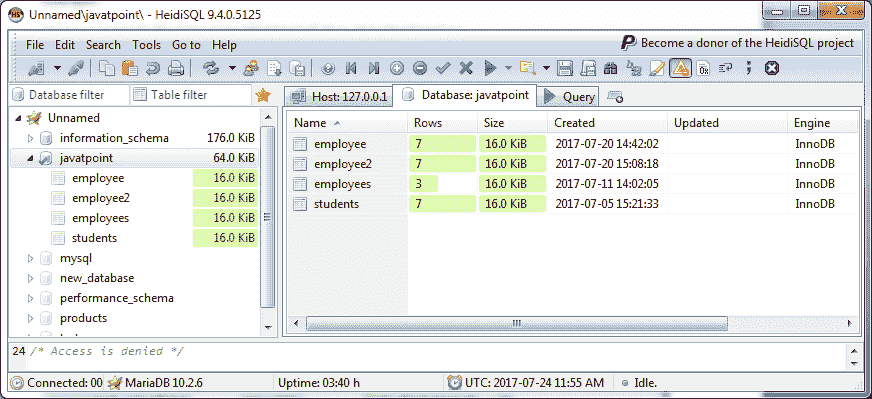 Unnamed\javatpoint\ - HeidiSQL 9.4.0.5125
File Edit Search Tools Go to Help
Become a donor of the HeidiSQL project
Database filter Table filter Host: 127.0.0.1 Database: javatpoint Query
Unnamed
information_schema 176.0 KiB
javatpoint 64.0 KiB
employee 16.0 KiB
employee2 16.0 KiB
employees 16.0 KiB
students 16.0 KiB
mysql
new_database
performance_schema
products
Name Rows Size Created Updated Engine
employee 7 16.0 KiB 2017-07-20 14:42:02 InnoDB
employee2 7 16.0 KiB 2017-07-20 15:08:18 InnoDB
employees 3 16.0 KiB 2017-07-11 14:02:05 InnoDB
students 7 16.0 KiB 2017-07-05 15:21:33 InnoDB
24 /* Access is denied */
Connected: 00 MariaDB 10.2.6 Uptime: 03:40 h UTC: 2017-07-24 11:55 AM Idle.